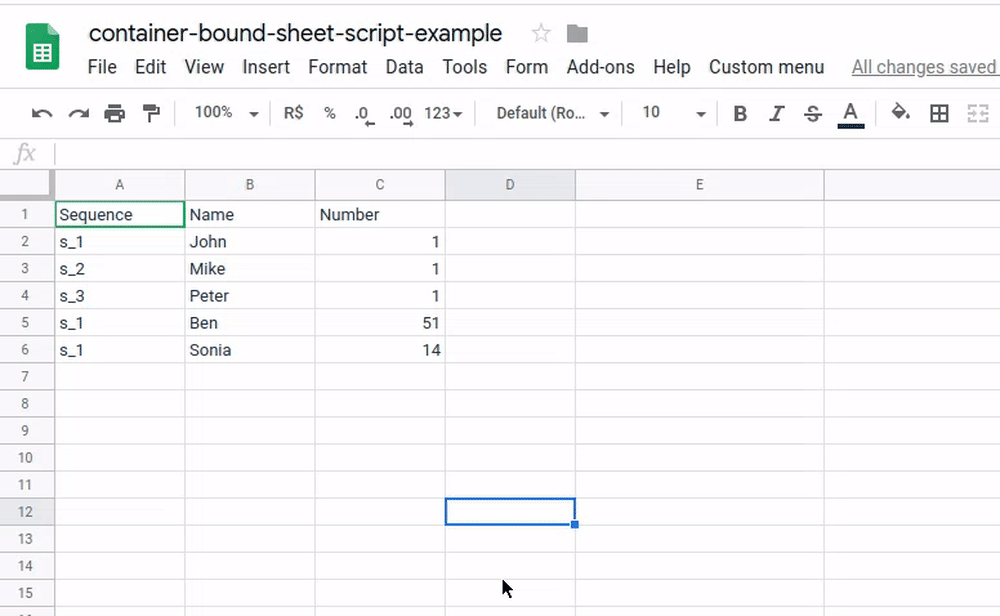 container-bound-sheet-script-example
File Edit View Insert Format Data Tools Form Add-ons Help Custom menu All changes saved
100% R$ % .0 .00 123 Default (Ro... 10 B I S A
fx
A B C D E
1 Sequence Name Number
2 s_1 John 1
3 s_2 Mike 1
4 s_3 Peter 1
5 s_1 Ben 51
6 s_1 Sonia 14
7
8
9
10
11
12
13
14
15